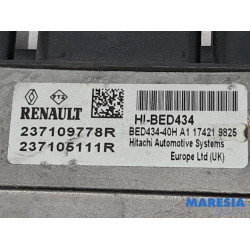 RENAULT
237109778R
237105111R
HI-BED434
BED434-40H A1 17421 9825
Hitachi Automotive Systems
Europe Ltd (UK)
MARESIA